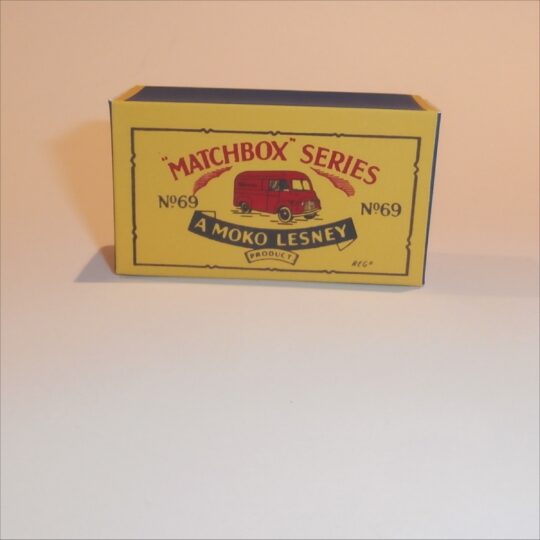 "MATCHBOX" SERIES
Nº69
Nº69
A MOKO LESNEY
PRODUCT
REGD